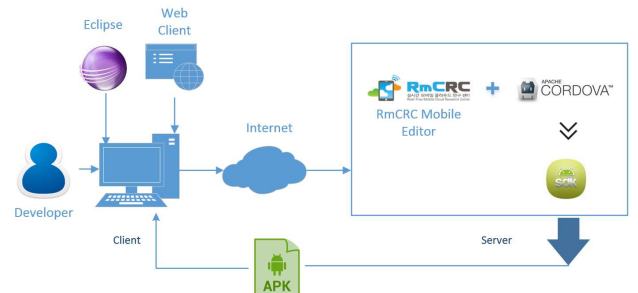 Eclipse
Web
Client
RmCRC
APACHE
CORDOVA™
RmCRC Mobile
Editor
Internet
sdk
Developer
Client
Server
APK